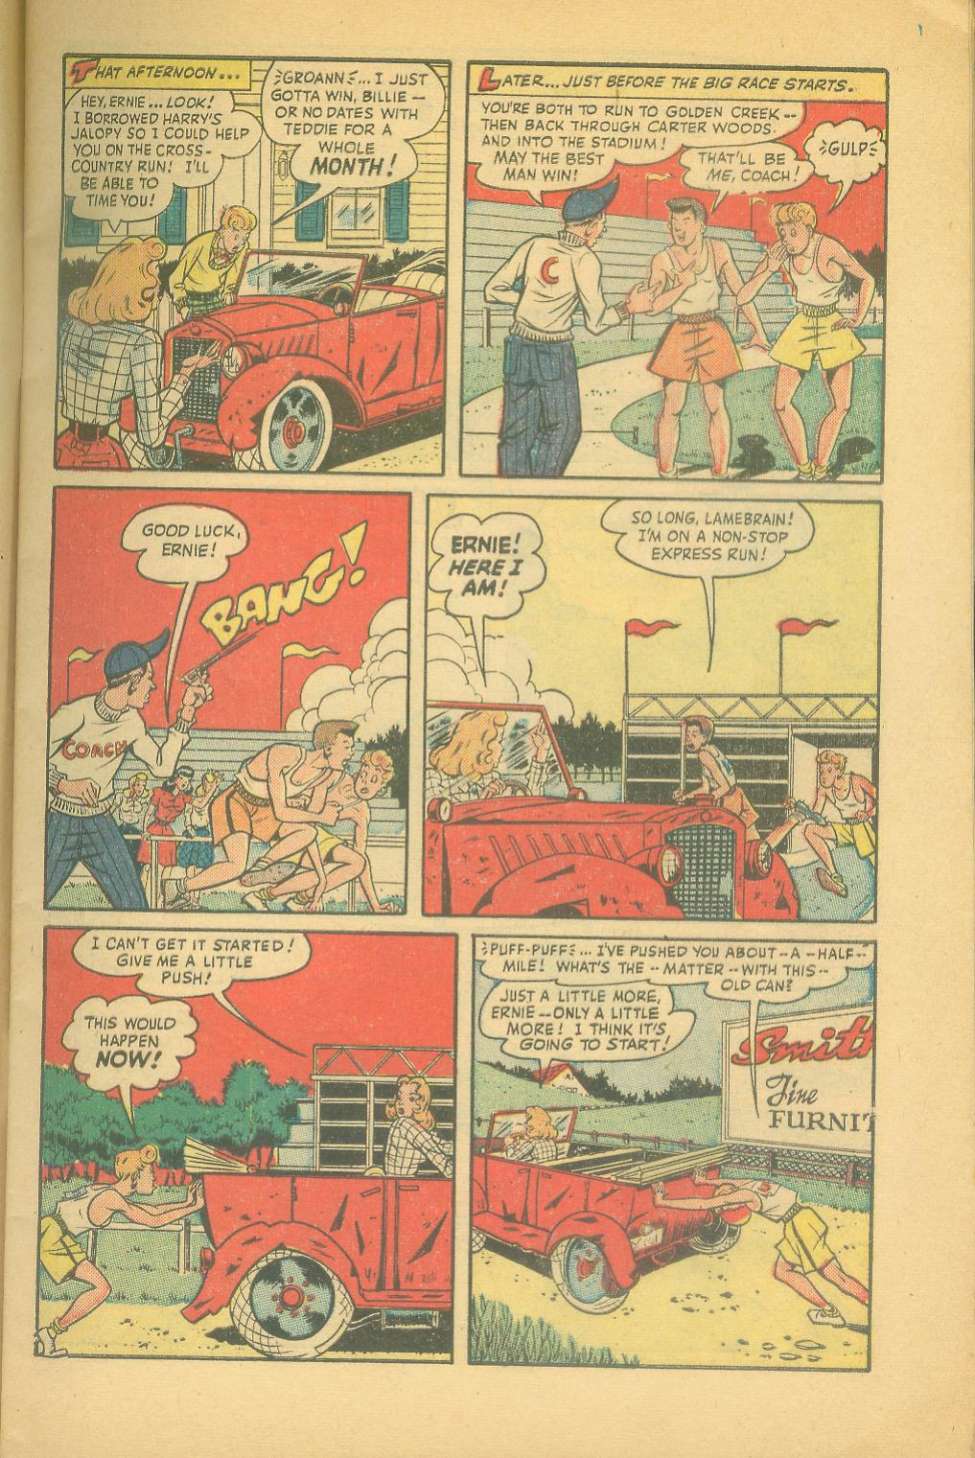 1
THAT AFTERNOON...
HEY, ERNIE... LOOK!
I BORROWED HARRY'S
JALOPY SO I COULD HELP
YOU ON THE CROSS-
COUNTRY RUN! I'LL
BE ABLE TO
TIME YOU!
GROANN... I JUST
GOTTA WIN, BILLIE --
OR NO DATES WITH
TEDDIE FOR A
WHOLE
MONTH!
LATER... JUST BEFORE THE BIG RACE STARTS.
YOU'RE BOTH TO RUN TO GOLDEN CREEK --
THEN BACK THROUGH CARTER WOODS
AND INTO THE STADIUM!
MAY THE BEST
MAN WIN!
THAT'LL BE
ME, COACH!
GULP
C
GOOD LUCK,
ERNIE!
BANG!
COACH
ERNIE!
HERE I
AM!
SO LONG, LAMEBRAIN!
I'M ON A NON-STOP
EXPRESS RUN!
I CAN'T GET IT STARTED!
GIVE ME A LITTLE
PUSH!
THIS WOULD
HAPPEN
NOW!
PUFF-PUFF... I'VE PUSHED YOU ABOUT--A--HALF--
MILE! WHAT'S THE -- MATTER -- WITH THIS --
OLD CAN?
JUST A LITTLE MORE,
ERNIE -- ONLY A LITTLE
MORE! I THINK IT'S
GOING TO START!
Smith
Fine
FURNIT